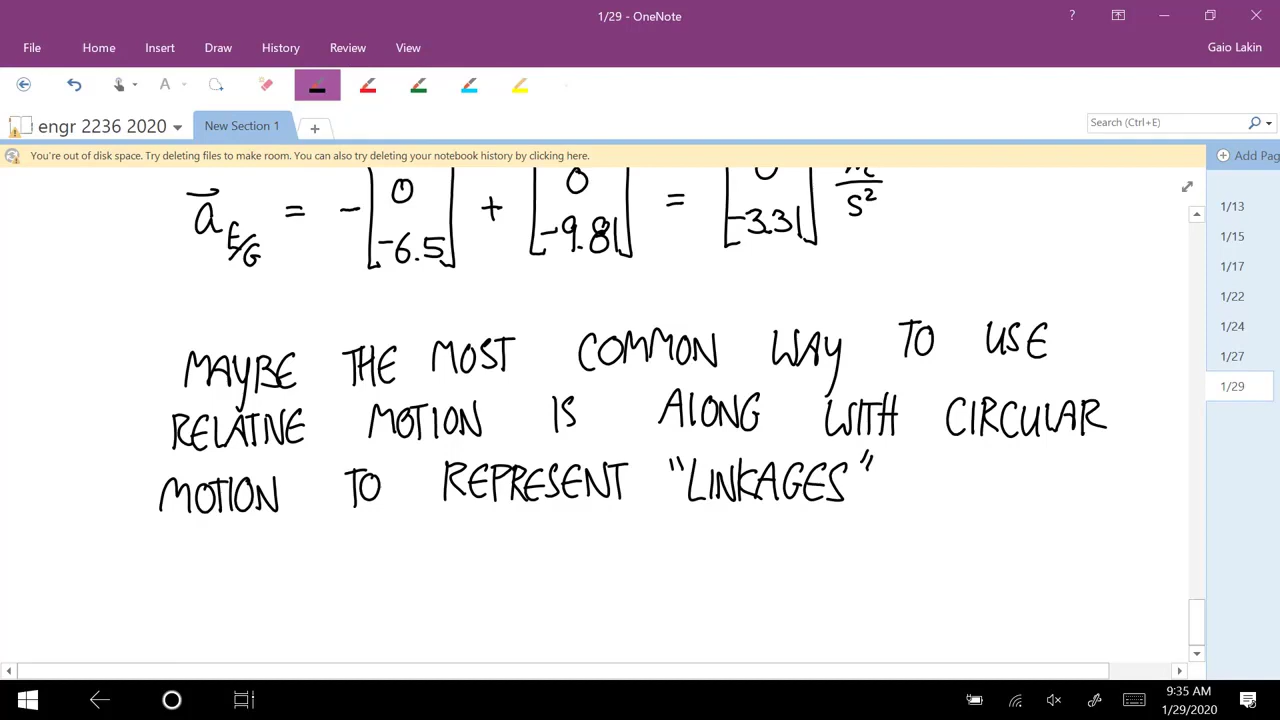 1/29 - OneNote
?
File Home Insert Draw History Review View
Gaio Lakin
A
engr 2236 2020
New Section 1
+
Search (Ctrl+E)
You're out of disk space. Try deleting files to make room. You can also try deleting your notebook history by clicking here.
Add Pag
1/13
1/15
1/17
1/22
1/24
1/27
1/29
a E/G = - [0 -6.5] + [0 -9.81] = [0 -3.31] m/s²
MAYBE THE MOST COMMON WAY TO USE
RELATIVE MOTION IS ALONG WITH CIRCULAR
MOTION TO REPRESENT "LINKAGES"
9:35 AM
1/29/2020